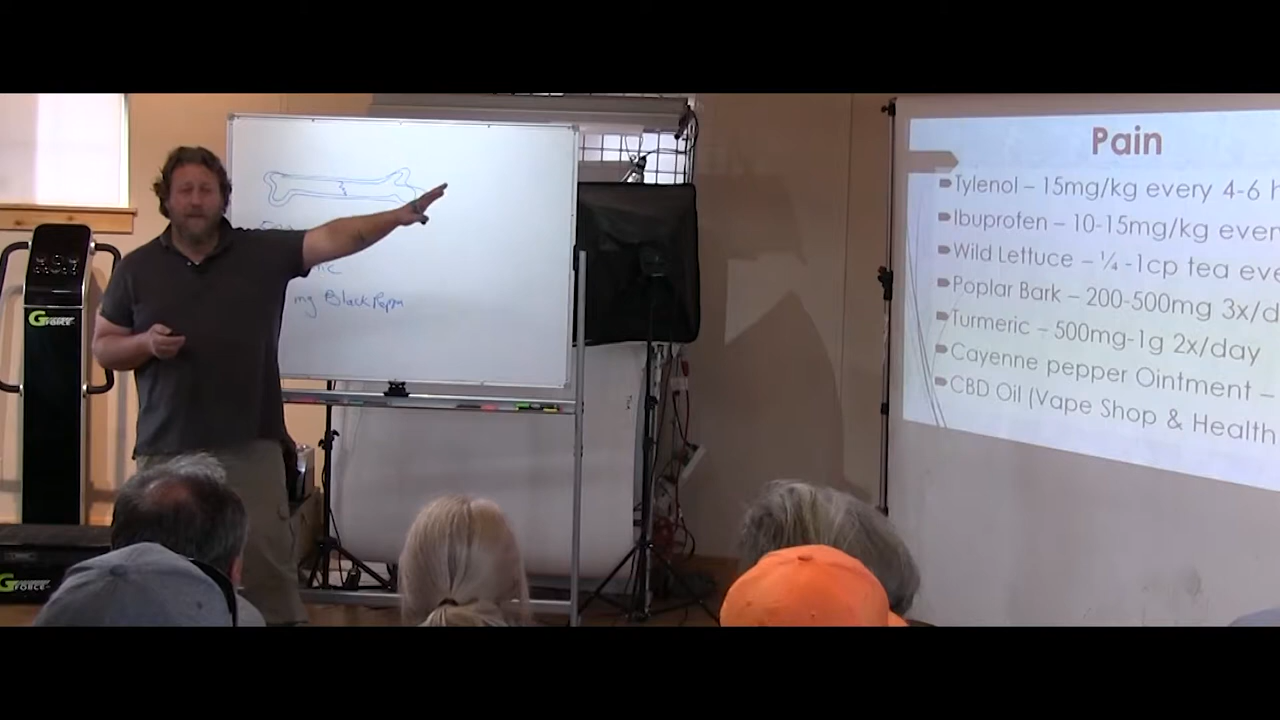 mg Black Peppa
GFORCE
GFORCE
Pain
Tylenol – 15mg/kg every 4-6 h
Ibuprofen – 10-15mg/kg ever
Wild Lettuce – ¼ -1cp tea eve
Poplar Bark – 200-500mg 3x/d
Turmeric – 500mg-1g 2x/day
Cayenne pepper Ointment –
CBD Oil (Vape Shop & Health